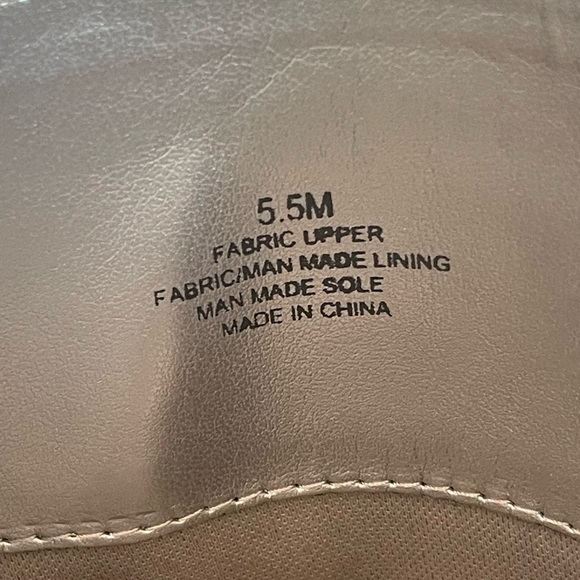 5.5M
FABRIC UPPER
FABRIC/MAN MADE LINING
MAN MADE SOLE
MADE IN CHINA